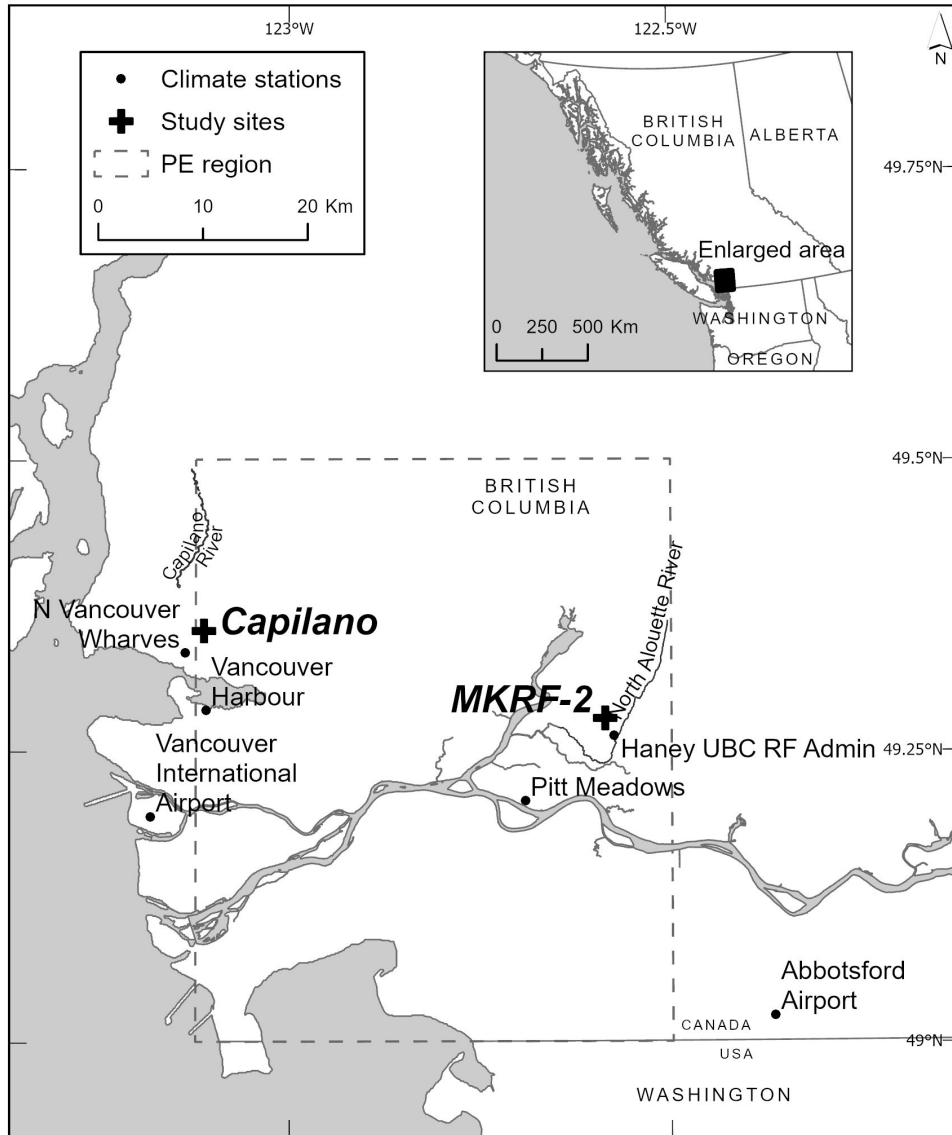 123°W
122.5°W
N
Climate stations
Study sites
PE region
0 10 20 Km
BRITISH
COLUMBIA
ALBERTA
Enlarged area
0 250 500 Km
WASHINGTON
OREGON
49.75°N
49.5°N
BRITISH
COLUMBIA
Capilano
River
N Vancouver
Wharves
Capilano
Vancouver
Harbour
North Alouette River
MKRF-2
Haney UBC RF Admin
49.25°N
Vancouver
International
Airport
Pitt Meadows
Abbotsford
Airport
CANADA
USA
49°N
WASHINGTON